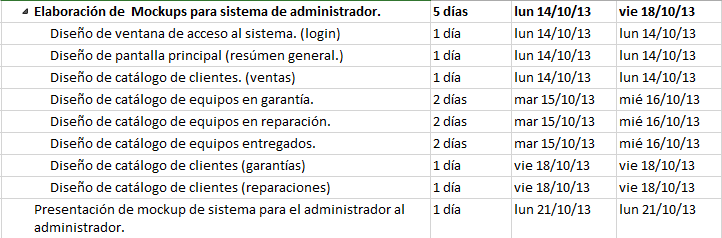 Elaboración de Mockups para sistema de administrador. 5 días lun 14/10/13 vie 18/10/13
Diseño de ventana de acceso al sistema. (login) 1 día lun 14/10/13 lun 14/10/13
Diseño de pantalla principal (resúmen general.) 1 día lun 14/10/13 lun 14/10/13
Diseño de catálogo de clientes. (ventas) 1 día lun 14/10/13 lun 14/10/13
Diseño de catálogo de equipos en garantía. 2 días mar 15/10/13 mié 16/10/13
Diseño de catálogo de equipos en reparación. 2 días mar 15/10/13 mié 16/10/13
Diseño de catálogo de equipos entregados. 2 días mar 15/10/13 mié 16/10/13
Diseño de catálogo de clientes (garantías) 1 día vie 18/10/13 vie 18/10/13
Diseño de catálogo de clientes (reparaciones) 1 día vie 18/10/13 vie 18/10/13
Presentación de mockup de sistema para el administrador al 1 día lun 21/10/13 lun 21/10/13
administrador.